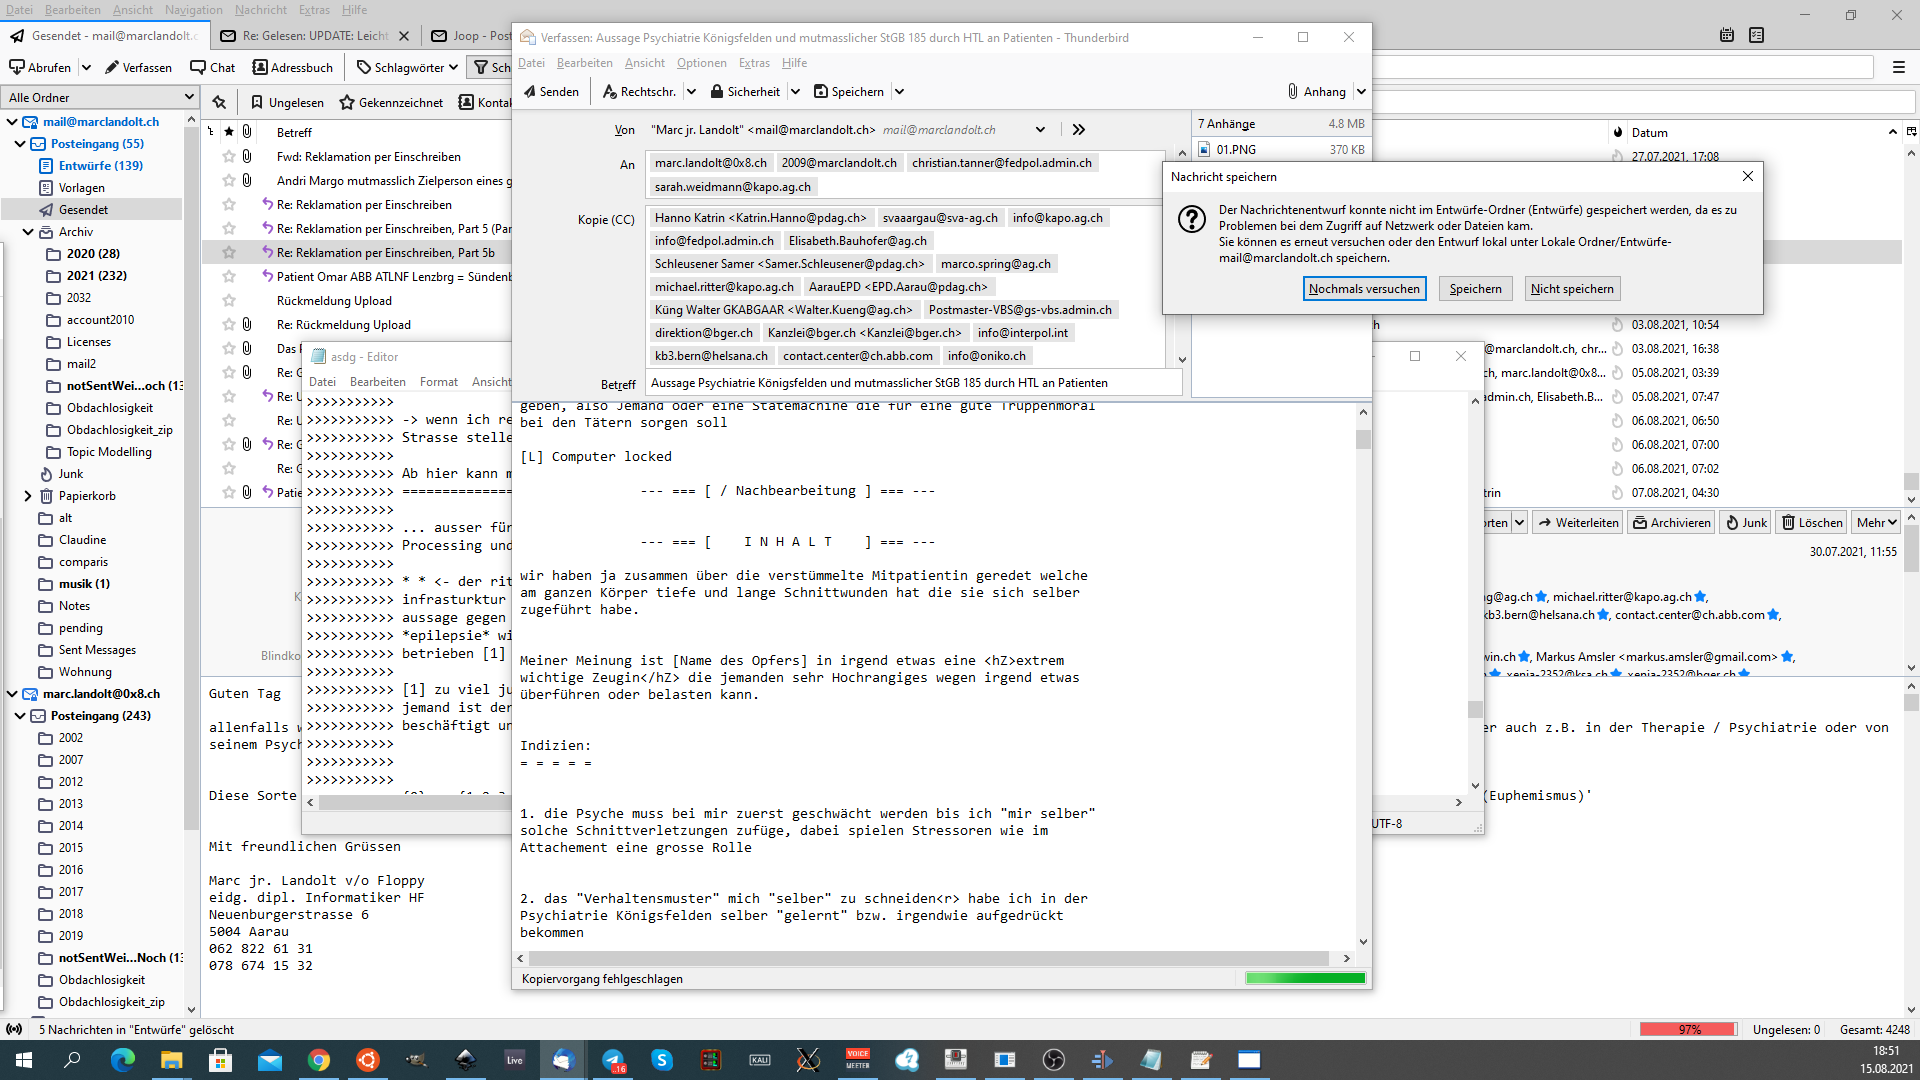 Datei Bearbeiten Ansicht Navigation Nachricht Extras Hilfe
Gesendet - mail@marclandolt.c
Re: Gelesen: UPDATE: Leicht
Joop - Post
Abrufen Verfassen Chat Adressbuch Schlagwörter
Alle Ordner
Ungelesen Gekennzeichnet
mail@marclandolt.ch
Posteingang (55)
Entwürfe (139)
Vorlagen
Gesendet
Archiv
2020 (28)
2021 (232)
2032
account2010
Licenses
mail2
notSentWei...och (13
Obdachlosigkeit
Obdachlosigkeit_zip
Topic Modelling
Junk
Papierkorb
alt
Claudine
comparis
musik (1)
Notes
pending
Sent Messages
Wohnung
marc.landolt@0x8.ch
Posteingang (243)
2002
2007
2012
2013
2014
2015
2016
2017
2018
2019
notSentWei...Noch (13
Obdachlosigkeit
Obdachlosigkeit_zip
Betreff
Fwd: Reklamation per Einschreiben
Andri Margo mutmasslich Zielperson eines g
Re: Reklamation per Einschreiben
Re: Reklamation per Einschreiben, Part 5 (Par
Re: Reklamation per Einschreiben, Part 5b
Patient Omar ABB ATLNF Lenzbrg = Sündenb
Rückmeldung Upload
Re: Rückmeldung Upload
Das
Re: G
Re: U
Re: U
Re: G
Re: G
Patie
asdg - Editor
Datei Bearbeiten Format Ansicht
>>>>>>>>>>>
>>>>>>>>>>> -> wenn ich re
>>>>>>>>>>> Strasse stelle
>>>>>>>>>>>
>>>>>>>>>>> Ab hier kann m
>>>>>>>>>>> ==============
>>>>>>>>>>>
>>>>>>>>>>> ... ausser für
>>>>>>>>>>> Processing und
>>>>>>>>>>>
>>>>>>>>>>> * * <- der rit
>>>>>>>>>>> infrasturktur
>>>>>>>>>>> aussage gegen
>>>>>>>>>>> *epilepsie* wi
>>>>>>>>>>> betrieben [1]
>>>>>>>>>>>
>>>>>>>>>>> [1] zu viel ju
>>>>>>>>>>> jemand ist der
>>>>>>>>>>> beschäftigt un
>>>>>>>>>>>
>>>>>>>>>>>
>>>>>>>>>>>
UTF-8
Verfassen: Aussage Psychiatrie Königsfelden und mutmasslicher StGB 185 durch HTL an Patienten - Thunderbird
Datei Bearbeiten Ansicht Optionen Extras Hilfe
Senden Rechtschr. Sicherheit Speichern Anhang
Von "Marc jr. Landolt" <mail@marclandolt.ch> mail@marclandolt.ch
An marc.landolt@0x8.ch 2009@marclandolt.ch christian.tanner@fedpol.admin.ch
sarah.weidmann@kapo.ag.ch
Kopie (CC) Hanno Katrin <Katrin.Hanno@pdag.ch> svaaargau@sva-ag.ch info@kapo.ag.ch
info@fedpol.admin.ch Elisabeth.Bauhofer@ag.ch
Schleusener Samer <Samer.Schleusener@pdag.ch> marco.spring@ag.ch
michael.ritter@kapo.ag.ch AarauEPD <EPD.Aarau@pdag.ch>
Küng Walter GKABGAAR <Walter.Kueng@ag.ch> Postmaster-VBS@gs-vbs.admin.ch
direktion@bger.ch Kanzlei@bger.ch <Kanzlei@bger.ch> info@interpol.int
kb3.bern@helsana.ch contact.center@ch.abb.com info@oniko.ch
Betreff Aussage Psychiatrie Königsfelden und mutmasslicher StGB 185 durch HTL an Patienten
7 Anhänge 4.8 MB
01.PNG 370 KB
geben, also Jemand oder eine Statemachine die für eine gute Truppenmoral
bei den Tätern sorgen soll
[L] Computer locked
--- === [ / Nachbearbeitung ] === ---
--- === [ I N H A L T ] === ---
wir haben ja zusammen über die verstümmelte Mitpatientin geredet welche
am ganzen Körper tiefe und lange Schnittwunden hat die sie sich selber
zugeführt habe.
Meiner Meinung ist [Name des Opfers] in irgend etwas eine <hZ>extrem
wichtige Zeugin</hZ> die jemanden sehr Hochrangiges wegen irgend etwas
überführen oder belasten kann.
Indizien:
= = = = =
1. die Psyche muss bei mir zuerst geschwächt werden bis ich "mir selber"
solche Schnittverletzungen zufüge, dabei spielen Stressoren wie im
Attachement eine grosse Rolle
2. das "Verhaltensmuster" mich "selber" zu schneiden<r> habe ich in der
Psychiatrie Königsfelden selber "gelernt" bzw. irgendwie aufgedrückt
bekommen
Kopiervorgang fehlgeschlagen
Nachricht speichern
Der Nachrichtenentwurf konnte nicht im Entwürfe-Ordner (Entwürfe) gespeichert werden, da es zu
Problemen bei dem Zugriff auf Netzwerk oder Dateien kam.
Sie können es erneut versuchen oder den Entwurf lokal unter Lokale Ordner/Entwürfe-
mail@marclandolt.ch speichern.
Nochmals versuchen Speichern Nicht speichern
Datum
27.07.2021, 17:08
ch 03.08.2021, 10:54
@marclandolt.ch, chr... 03.08.2021, 16:38
ch, marc.landolt@0x8... 05.08.2021, 03:39
min.ch, Elisabeth.B... 05.08.2021, 07:47
06.08.2021, 06:50
06.08.2021, 07:00
06.08.2021, 07:02
trin 07.08.2021, 04:30
orten Weiterleiten Archivieren Junk Löschen Mehr
30.07.2021, 11:55
g@ag.ch, michael.ritter@kapo.ag.ch,
kb3.bern@helsana.ch, contact.center@ch.abb.com,
win.ch, Markus Amsler <markus.amsler@gmail.com>,
xenia-2352@ksa.ch, xenia-2352@bger.ch
Blindko
Guten Tag
allenfalls w
er auch z.B. in der Therapie / Psychiatrie oder von
seinem Psych
Diese Sorte
(Euphemismus)'
Mit freundlichen Grüssen
Marc jr. Landolt v/o Floppy
eidg. dipl. Informatiker HF
Neuenburgerstrasse 6
5004 Aarau
062 822 61 31
078 674 15 32
5 Nachrichten in "Entwürfe" gelöscht
97% Ungelesen: 0 Gesamt: 4248
Live
.16
KALI
VOICE
MEETER
18:51
15.08.2021